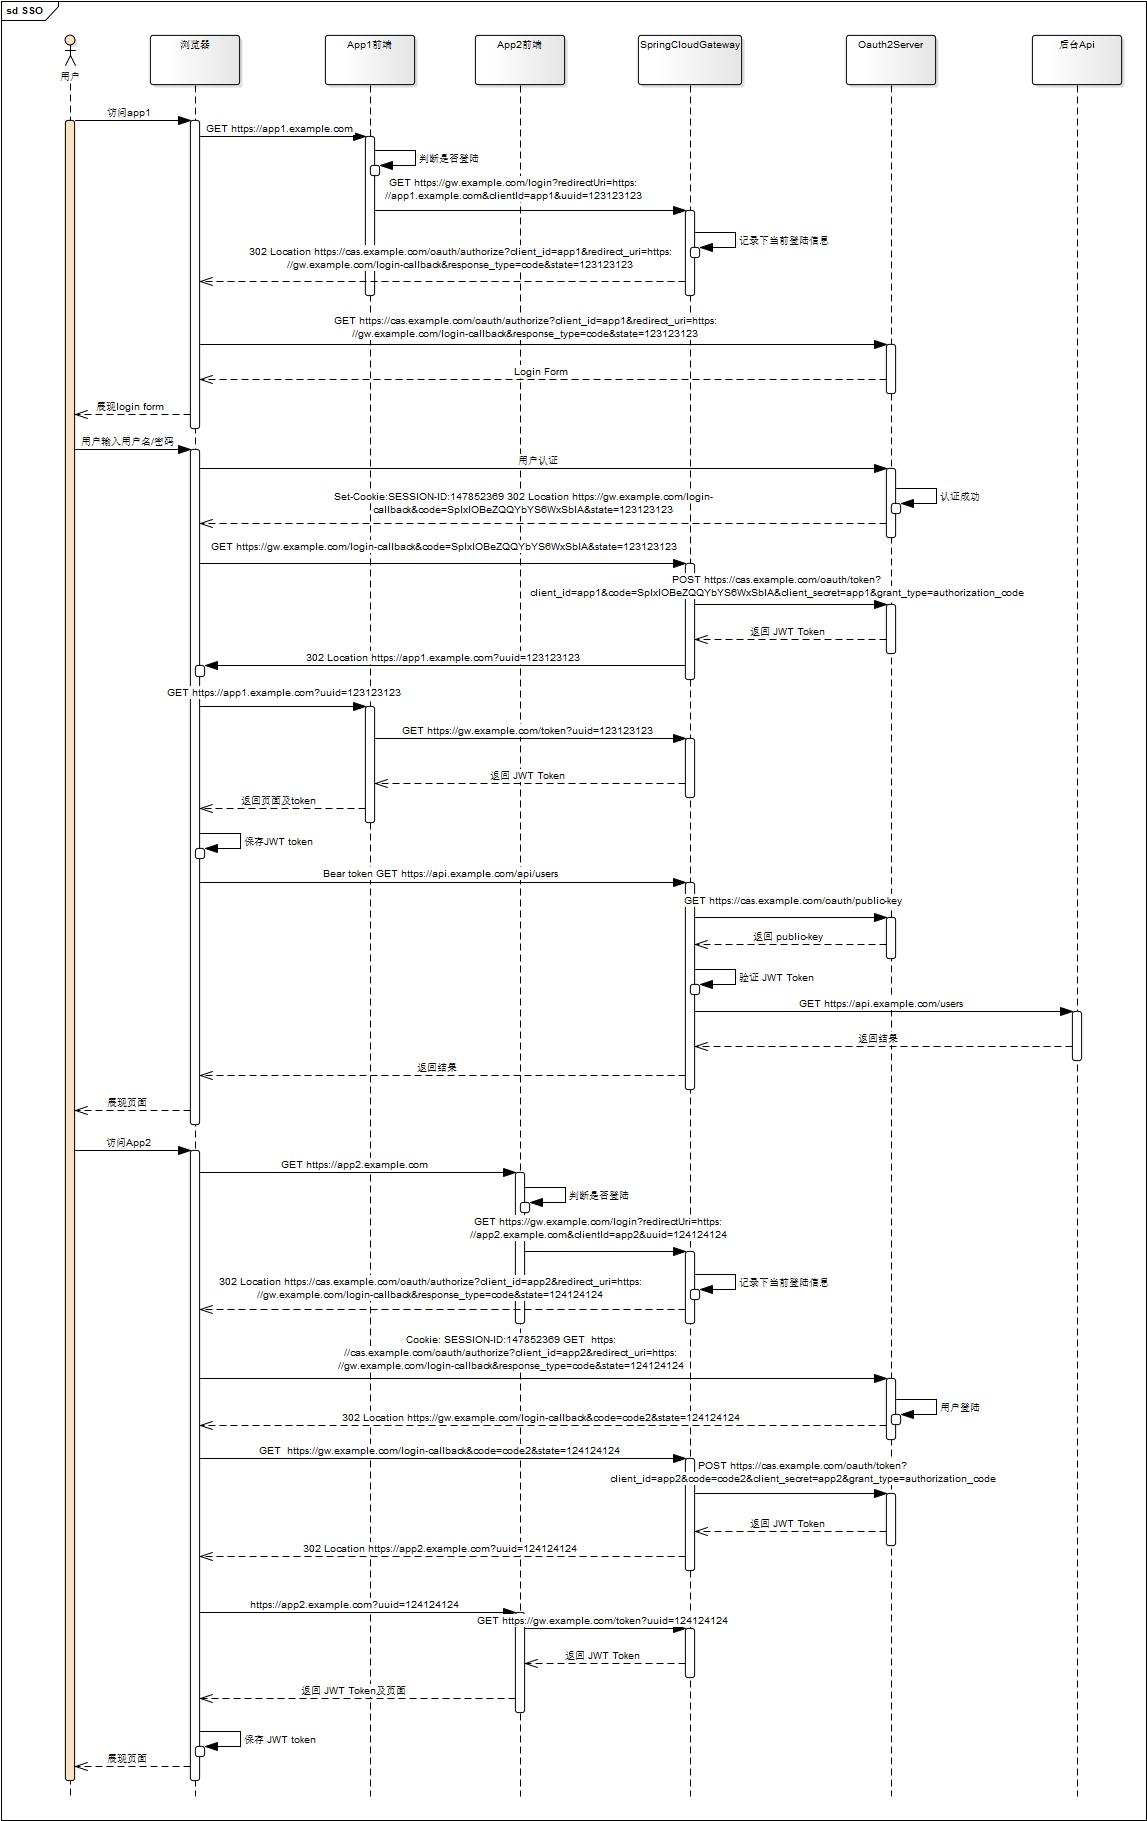 sd SSO
用户
浏览器
App1前端
App2前端
SpringCloudGateway
Oauth2Server
后台Api
访问app1
GET https://app1.example.com
判断是否登陆
GET https://gw.example.com/login?redirectUri=https:
//app1.example.com&clientId=app1&uuid=123123123
记录下当前登陆信息
302 Location https://cas.example.com/oauth/authorize?client_id=app1&redirect_uri=https:
//gw.example.com/login-callback&response_type=code&state=123123123
GET https://cas.example.com/oauth/authorize?client_id=app1&redirect_uri=https:
//gw.example.com/login-callback&response_type=code&state=123123123
Login Form
展现login form
用户输入用户名/密码
用户认证
认证成功
Set-Cookie:SESSION-ID:147852369 302 Location https://gw.example.com/login-
callback&code=SplxlOBeZQQYbYS6WxSbIA&state=123123123
GET https://gw.example.com/login-callback&code=SplxlOBeZQQYbYS6WxSbIA&state=123123123
POST https://cas.example.com/oauth/token?
client_id=app1&code=SplxlOBeZQQYbYS6WxSbIA&client_secret=app1&grant_type=authorization_code
返回 JWT Token
302 Location https://app1.example.com?uuid=123123123
GET https://app1.example.com?uuid=123123123
GET https://gw.example.com/token?uuid=123123123
返回 JWT Token
返回页面及token
保存JWT token
Bear token GET https://api.example.com/api/users
GET https://cas.example.com/oauth/public-key
返回 public-key
验证 JWT Token
GET https://api.example.com/users
返回结果
返回结果
展现页面
访问App2
GET https://app2.example.com
判断是否登陆
GET https://gw.example.com/login?redirectUri=https:
//app2.example.com&clientId=app2&uuid=124124124
记录下当前登陆信息
302 Location https://cas.example.com/oauth/authorize?client_id=app2&redirect_uri=https:
//gw.example.com/login-callback&response_type=code&state=124124124
Cookie: SESSION-ID:147852369 GET  https:
//cas.example.com/oauth/authorize?client_id=app2&redirect_uri=https:
//gw.example.com/login-callback&response_type=code&state=124124124
用户登陆
302 Location https://gw.example.com/login-callback&code=code2&state=124124124
GET  https://gw.example.com/login-callback&code=code2&state=124124124
POST https://cas.example.com/oauth/token?
client_id=app2&code=code2&client_secret=app2&grant_type=authorization_code
返回 JWT Token
302 Location https://app2.example.com?uuid=124124124
https://app2.example.com?uuid=124124124
GET https://gw.example.com/token?uuid=124124124
返回 JWT Token
返回 JWT Token及页面
保存 JWT token
展现页面